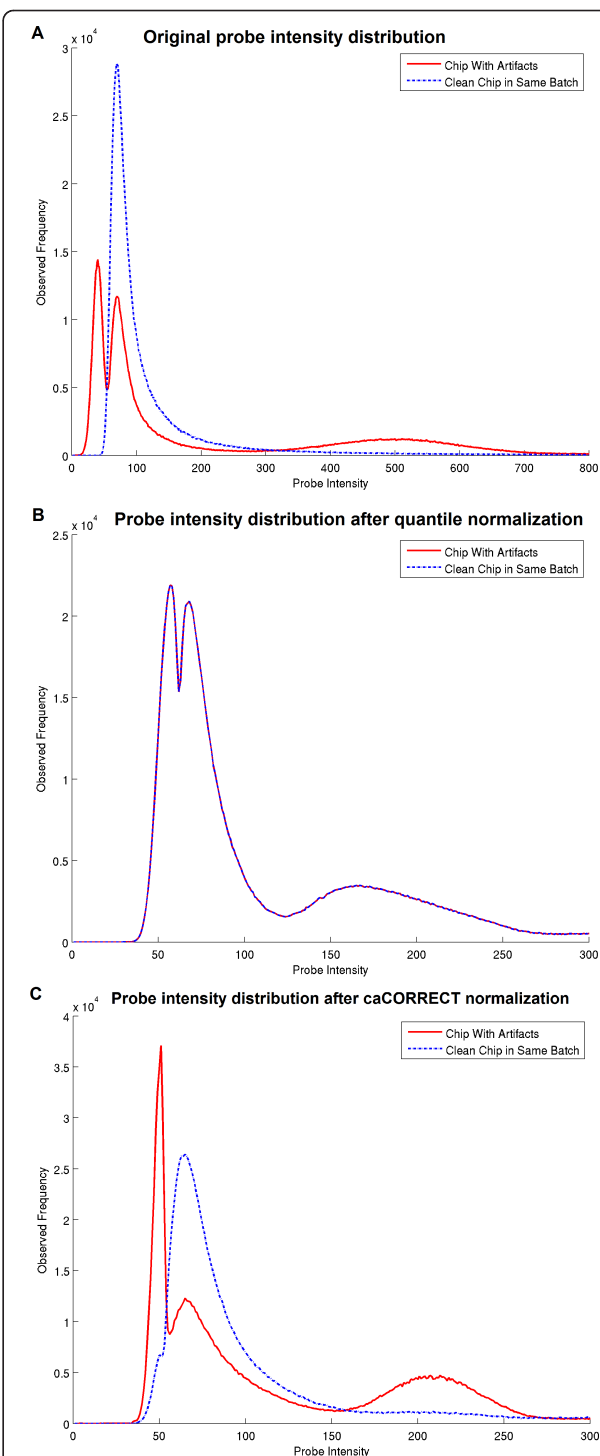 A
Original probe intensity distribution
x 10^4
3
2.5
2
1.5
1
0.5
0
Observed Frequency
Chip With Artifacts
Clean Chip in Same Batch
0 100 200 300 400 500 600 700 800
Probe Intensity
B
Probe intensity distribution after quantile normalization
x 10^4
2.5
2
1.5
1
0.5
0
Observed Frequency
Chip With Artifacts
Clean Chip in Same Batch
0 50 100 150 200 250 300
Probe Intensity
C
Probe intensity distribution after caCORRECT normalization
x 10^4
4
3.5
3
2.5
2
1.5
1
0.5
0
Observed Frequency
Chip With Artifacts
Clean Chip in Same Batch
0 50 100 150 200 250 300
Probe Intensity